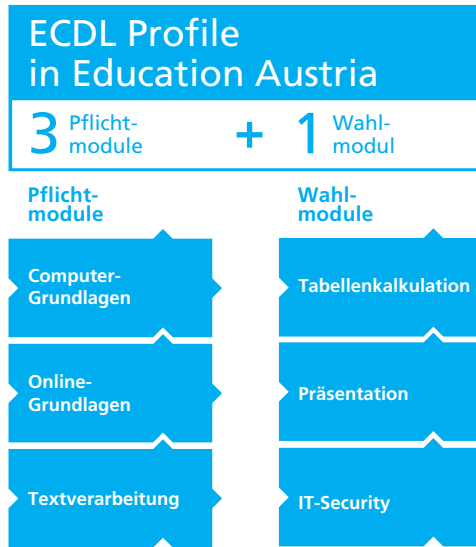 ECDL Profile
in Education Austria
3 Pflicht-
module
+
1 Wahl-
modul
Pflicht-
module
Computer-
Grundlagen
Online-
Grundlagen
Textverarbeitung
Wahl-
module
Tabellenkalkulation
Präsentation
IT-Security